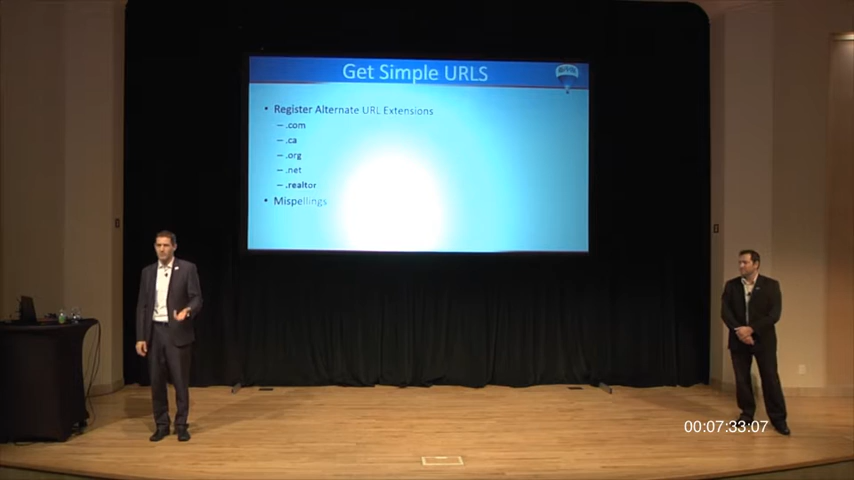 Get Simple URLS
• Register Alternate URL Extensions
– .com
– .ca
– .org
– .net
– .realtor
• Mispellings
00:07:33:07